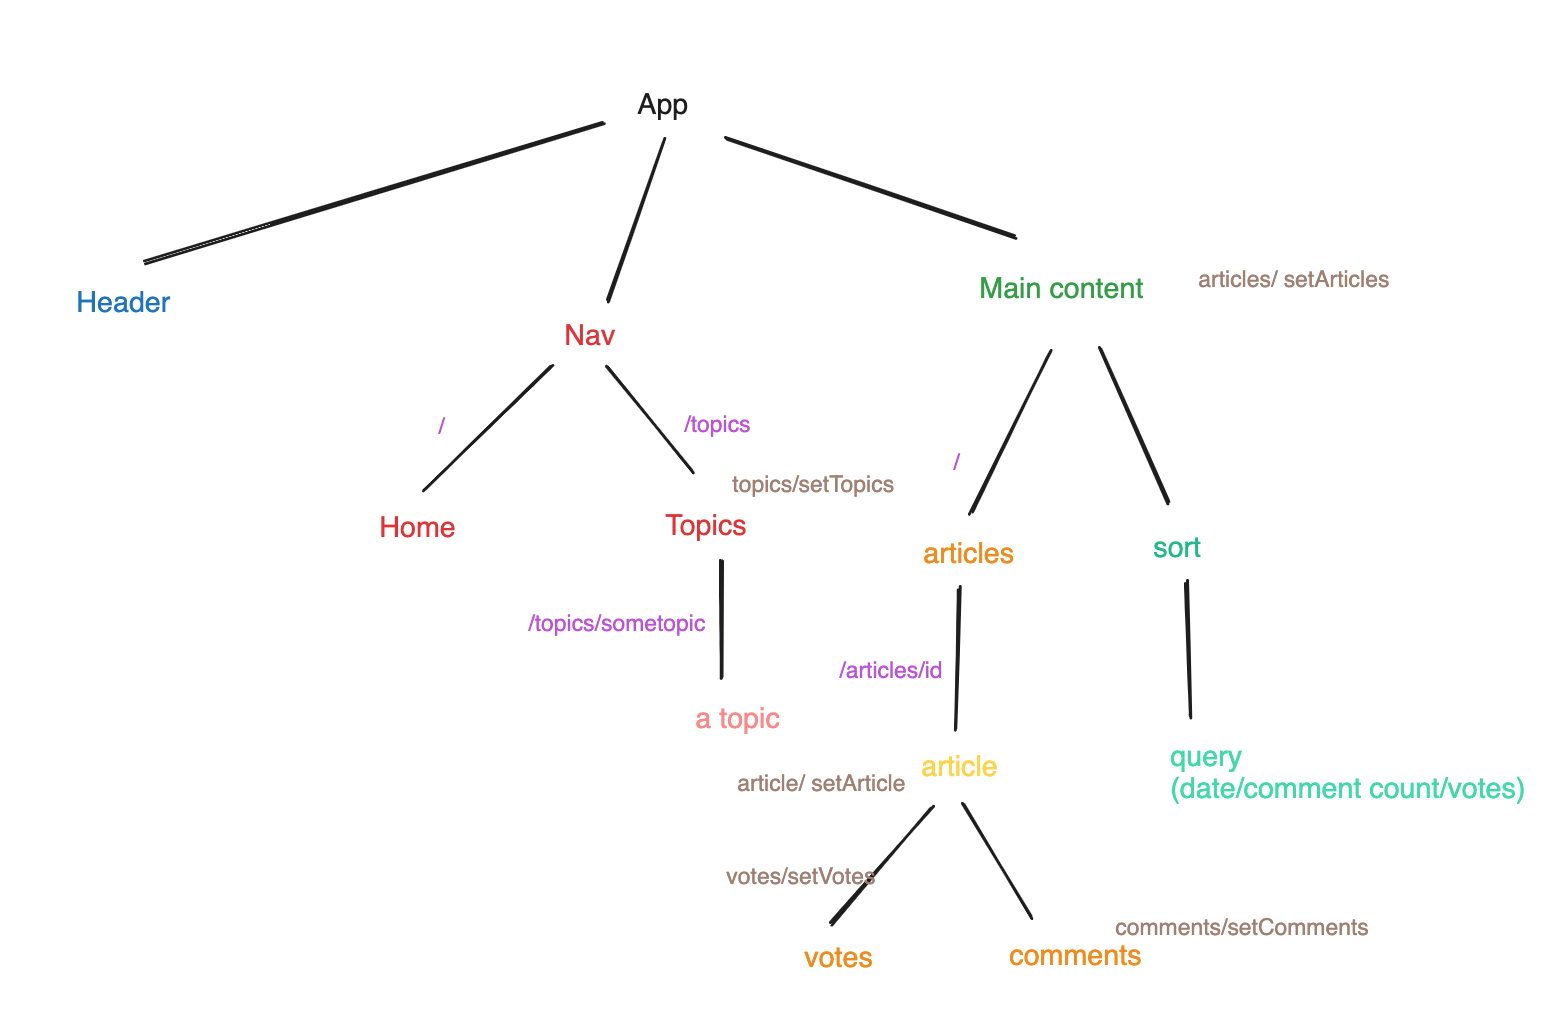 App
Header
Main content
articles/ setArticles
Nav
/
/topics
/
topics/setTopics
Home
Topics
articles
sort
/topics/sometopic
/articles/id
a topic
article
query
(date/comment count/votes)
article/ setArticle
votes/setVotes
comments/setComments
votes
comments